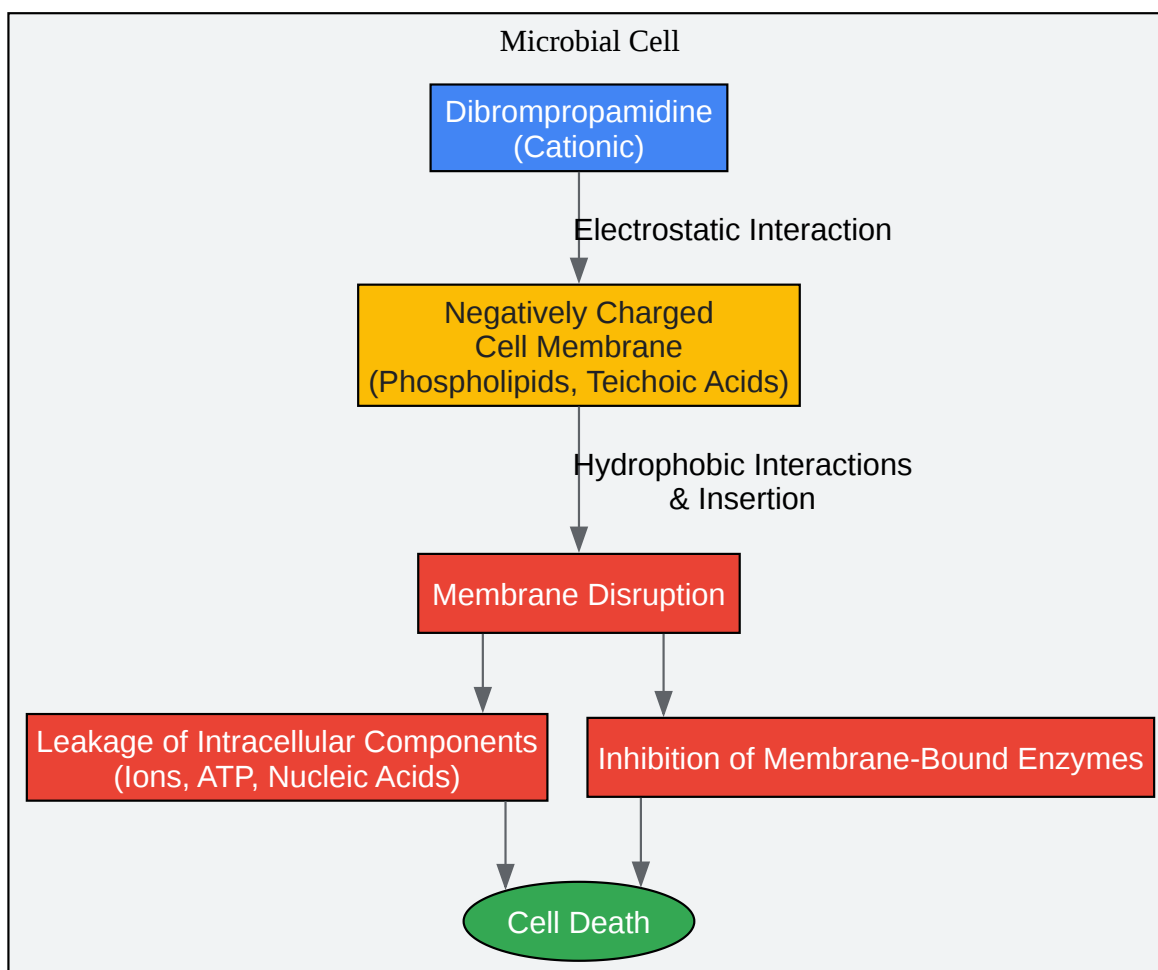 Microbial Cell
Dibrompropamidine
(Cationic)
Electrostatic Interaction
Negatively Charged
Cell Membrane
(Phospholipids, Teichoic Acids)
Hydrophobic Interactions
& Insertion
Membrane Disruption
Leakage of Intracellular Components
(Ions, ATP, Nucleic Acids)
Inhibition of Membrane-Bound Enzymes
Cell Death